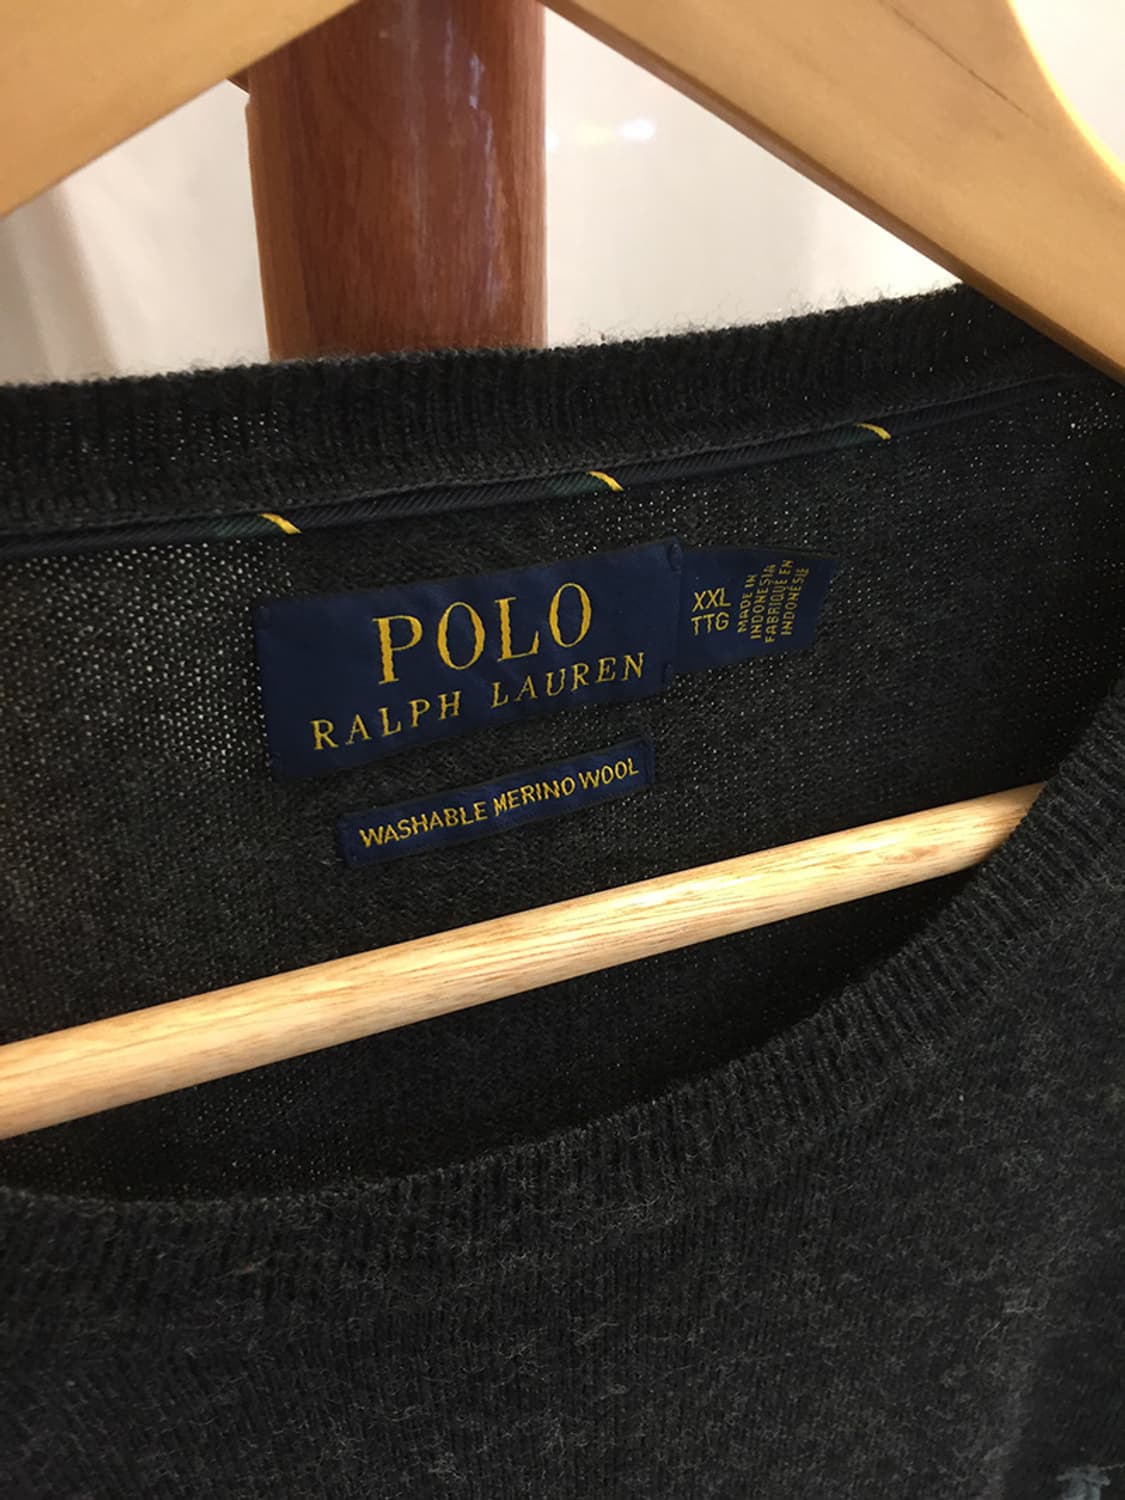 POLO
RALPH LAUREN
XXL
TTG
MADE IN
INDONESIA
FABRIQUÉ EN
INDONÉSIE
WASHABLE MERINO WOOL